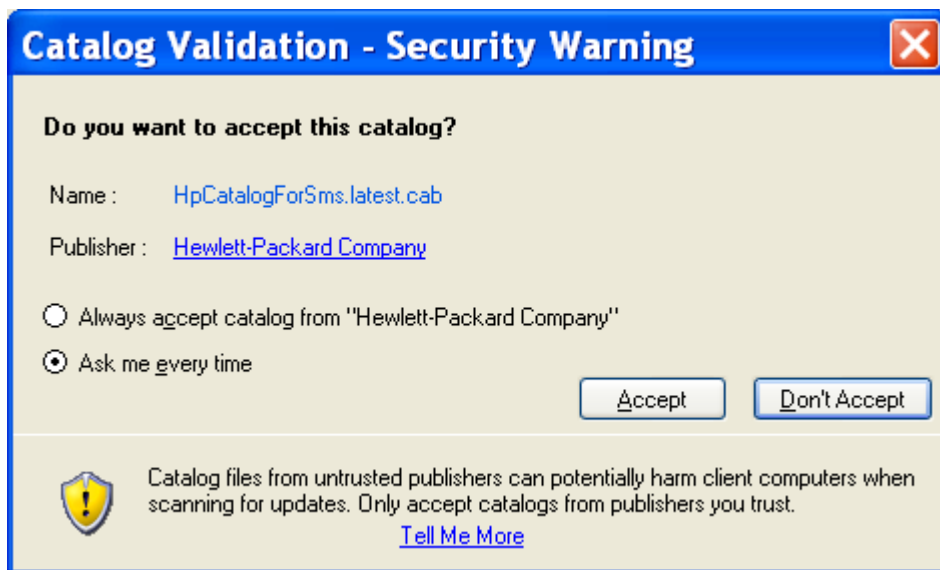 Catalog Validation - Security Warning
Do you want to accept this catalog?
Name : HpCatalogForSms.latest.cab
Publisher : Hewlett-Packard Company
Always accept catalog from "Hewlett-Packard Company"
Ask me every time
Accept Don't Accept
Catalog files from untrusted publishers can potentially harm client computers when
scanning for updates. Only accept catalogs from publishers you trust.
Tell Me More